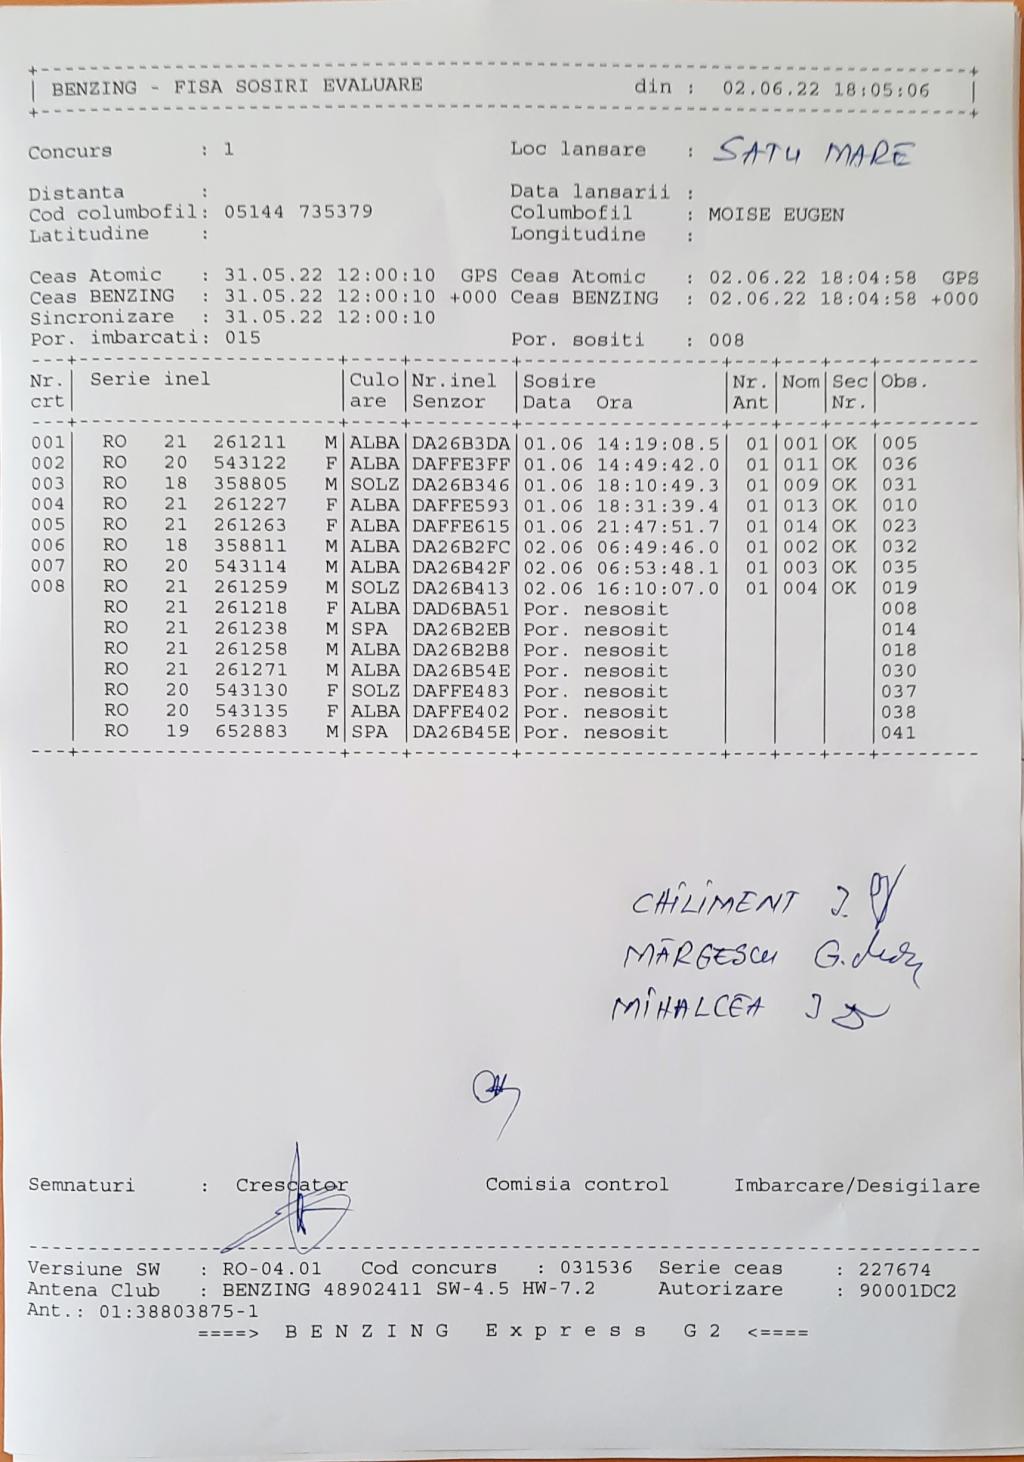 BENZING - FISA SOSIRI EVALUARE din : 02.06.22 18:05:06
Concurs : 1 Loc lansare : SATU MARE
Distanta : Data lansarii :
Cod columbofil: 05144 735379 Columbofil : MOISE EUGEN
Latitudine : Longitudine :
Ceas Atomic : 31.05.22 12:00:10 GPS Ceas Atomic : 02.06.22 18:04:58 GPS
Ceas BENZING : 31.05.22 12:00:10 +000 Ceas BENZING : 02.06.22 18:04:58 +000
Sincronizare : 31.05.22 12:00:10
Por. imbarcati: 015 Por. sositi : 008
Nr. Serie inel Culo Nr.inel Sosire Nr. Nom Sec Obs.
crt are Senzor Data Ora Ant Nr.
001 RO 21 261211 M ALBA DA26B3DA 01.06 14:19:08.5 01 001 OK 005
002 RO 20 543122 F ALBA DAFFE3FF 01.06 14:49:42.0 01 011 OK 036
003 RO 18 358805 M SOLZ DA26B346 01.06 18:10:49.3 01 009 OK 031
004 RO 21 261227 F ALBA DAFFE593 01.06 18:31:39.4 01 013 OK 010
005 RO 21 261263 F ALBA DAFFE615 01.06 21:47:51.7 01 014 OK 023
006 RO 18 358811 M ALBA DA26B2FC 02.06 06:49:46.0 01 002 OK 032
007 RO 20 543114 M ALBA DA26B42F 02.06 06:53:48.1 01 003 OK 035
008 RO 21 261259 M SOLZ DA26B413 02.06 16:10:07.0 01 004 OK 019
RO 21 261218 F ALBA DAD6BA51 Por. nesosit 008
RO 21 261238 M SPA DA26B2EB Por. nesosit 014
RO 21 261258 M ALBA DA26B2B8 Por. nesosit 018
RO 21 261271 M ALBA DA26B54E Por. nesosit 030
RO 20 543130 F SOLZ DAFFE483 Por. nesosit 037
RO 20 543135 F ALBA DAFFE402 Por. nesosit 038
RO 19 652883 M SPA DA26B45E Por. nesosit 041
CHILIMENT I.
MĂRGESCU G.
MIHALCEA I
Semnaturi : Crescator Comisia control Imbarcare/Desigilare
Versiune SW : RO-04.01 Cod concurs : 031536 Serie ceas : 227674
Antena Club : BENZING 48902411 SW-4.5 HW-7.2 Autorizare : 90001DC2
Ant.: 01:38803875-1
====> B E N Z I N G E x p r e s s G 2 <====